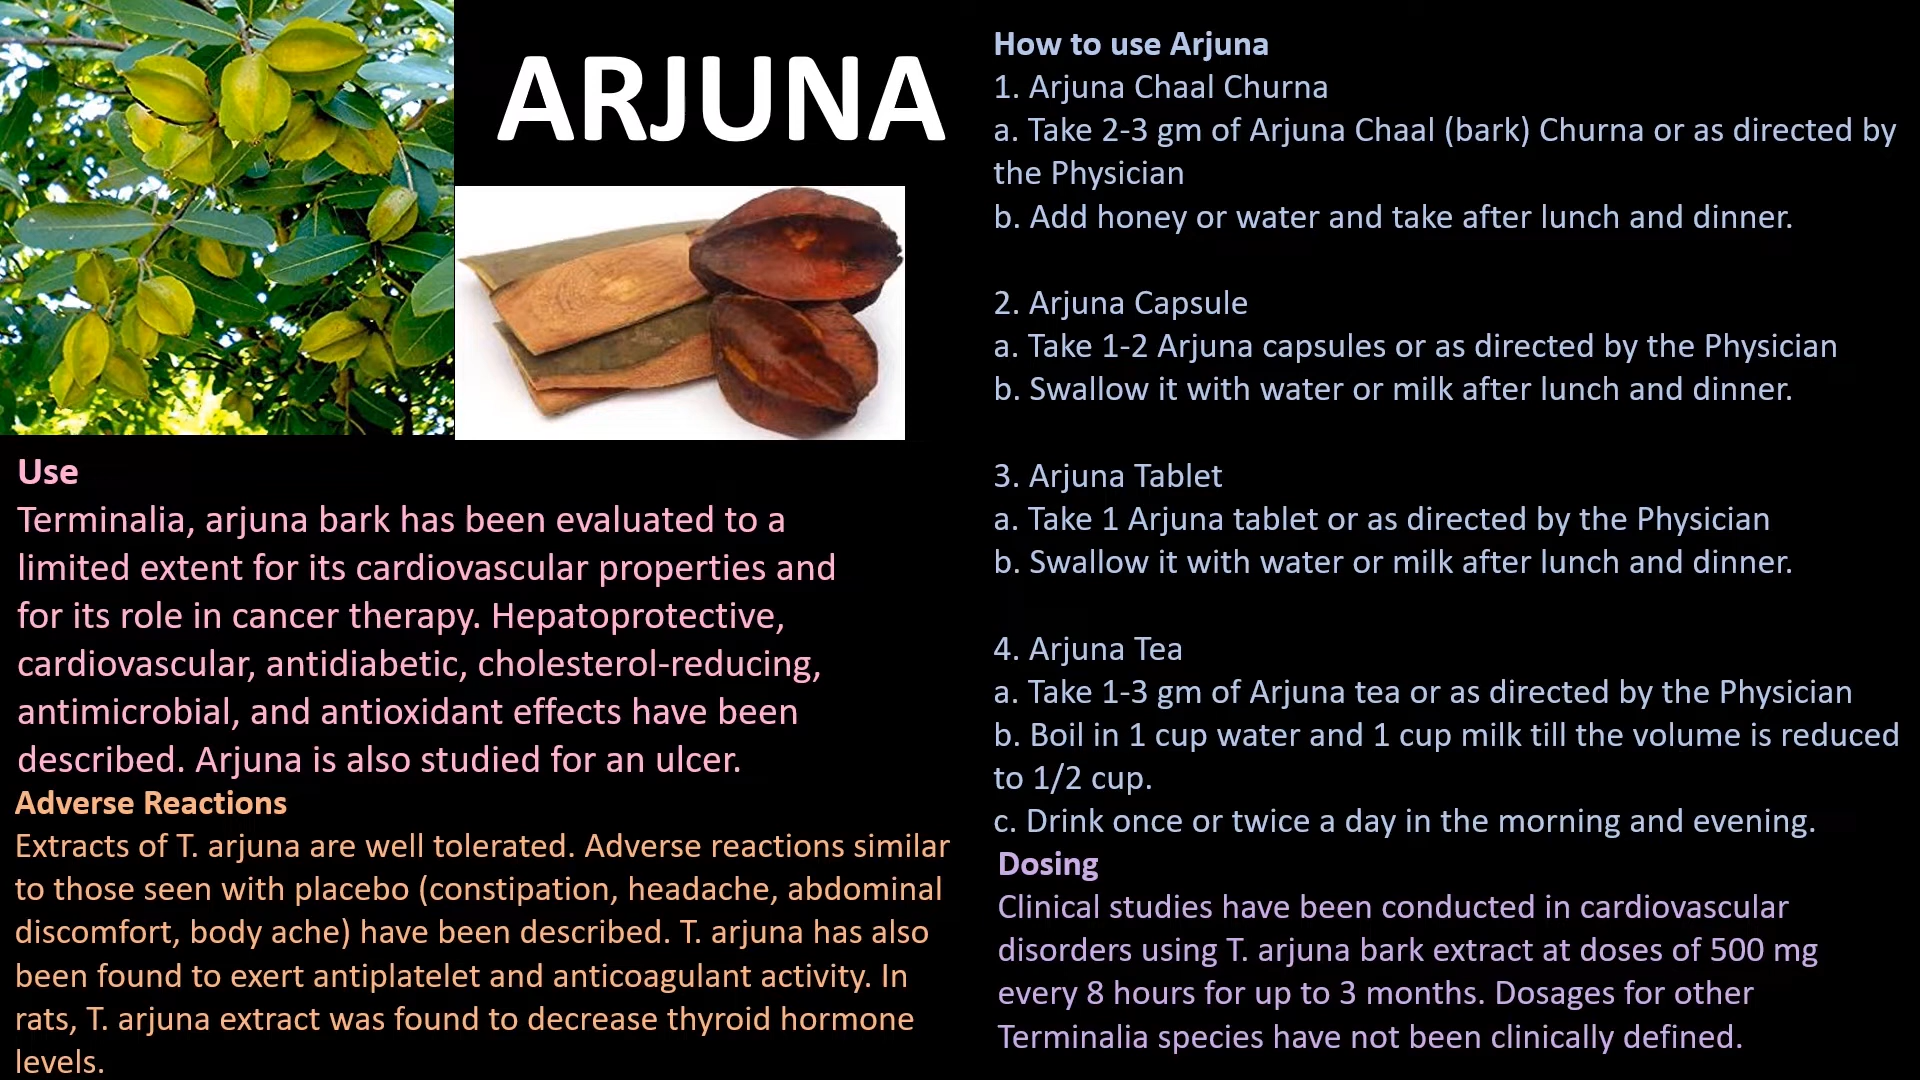 ARJUNA
Use
Terminalia, arjuna bark has been evaluated to a
limited extent for its cardiovascular properties and
for its role in cancer therapy. Hepatoprotective,
cardiovascular, antidiabetic, cholesterol-reducing,
antimicrobial, and antioxidant effects have been
described. Arjuna is also studied for an ulcer.
Adverse Reactions
Extracts of T. arjuna are well tolerated. Adverse reactions similar
to those seen with placebo (constipation, headache, abdominal
discomfort, body ache) have been described. T. arjuna has also
been found to exert antiplatelet and anticoagulant activity. In
rats, T. arjuna extract was found to decrease thyroid hormone
levels.
How to use Arjuna
1. Arjuna Chaal Churna
a. Take 2-3 gm of Arjuna Chaal (bark) Churna or as directed by
the Physician
b. Add honey or water and take after lunch and dinner.
2. Arjuna Capsule
a. Take 1-2 Arjuna capsules or as directed by the Physician
b. Swallow it with water or milk after lunch and dinner.
3. Arjuna Tablet
a. Take 1 Arjuna tablet or as directed by the Physician
b. Swallow it with water or milk after lunch and dinner.
4. Arjuna Tea
a. Take 1-3 gm of Arjuna tea or as directed by the Physician
b. Boil in 1 cup water and 1 cup milk till the volume is reduced
to 1/2 cup.
c. Drink once or twice a day in the morning and evening.
Dosing
Clinical studies have been conducted in cardiovascular
disorders using T. arjuna bark extract at doses of 500 mg
every 8 hours for up to 3 months. Dosages for other
Terminalia species have not been clinically defined.